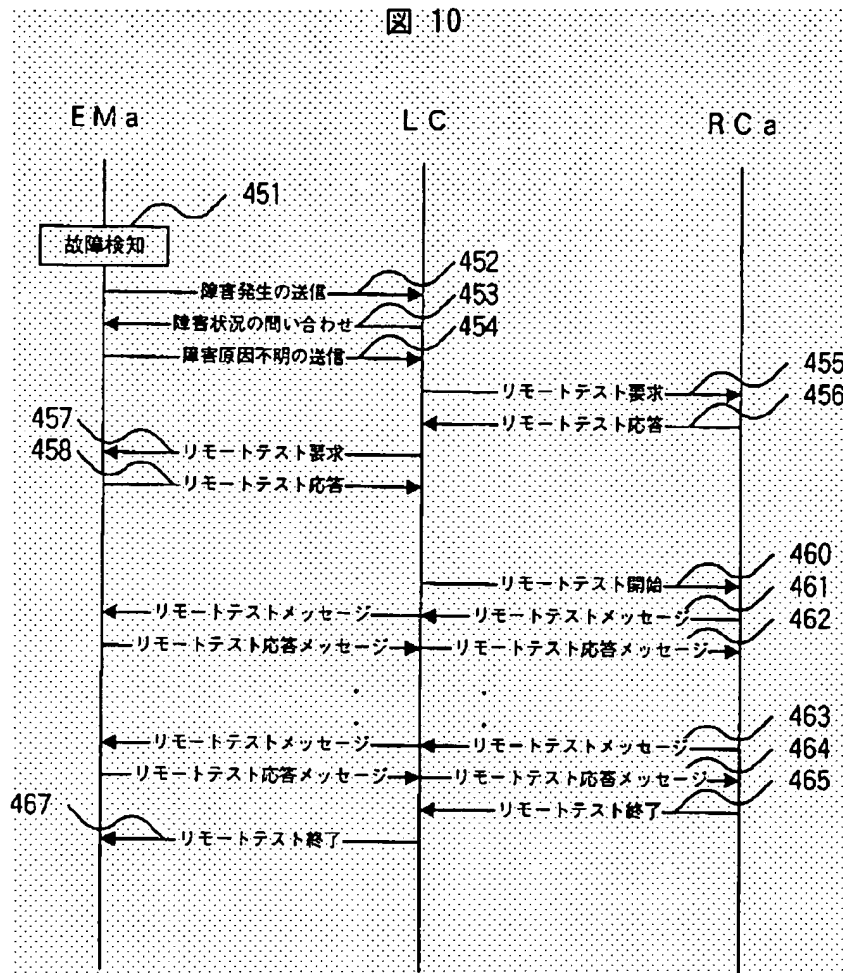 図 10
EMa
LC
RCa
451
故障検知
452
障害発生の送信
453
障害状況の問い合わせ
454
障害原因不明の送信
455
リモートテスト要求
456
リモートテスト応答
457
リモートテスト要求
458
リモートテスト応答
460
リモートテスト開始
461
リモートテストメッセージ
リモートテストメッセージ
462
リモートテスト応答メッセージ
リモートテスト応答メッセージ
463
リモートテストメッセージ
リモートテストメッセージ
464
リモートテスト応答メッセージ
リモートテスト応答メッセージ
465
リモートテスト終了
467
リモートテスト終了